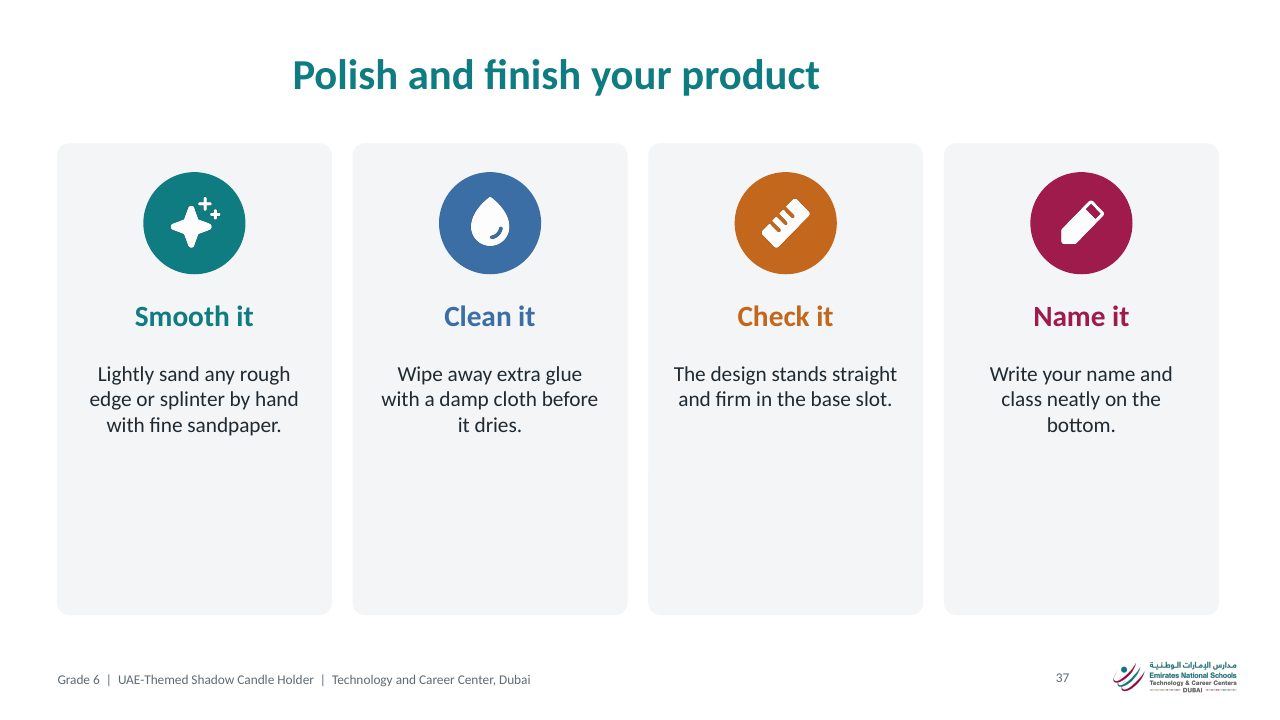 Polish and finish your product
Smooth it
Lightly sand any rough
edge or splinter by hand
with fine sandpaper.
Clean it
Wipe away extra glue
with a damp cloth before
it dries.
Check it
The design stands straight
and firm in the base slot.
Name it
Write your name and
class neatly on the
bottom.
Grade 6 | UAE-Themed Shadow Candle Holder | Technology and Career Center, Dubai
37
مدارس الإمارات الوطنية
Emirates National Schools
Technology & Career Centers
DUBAI